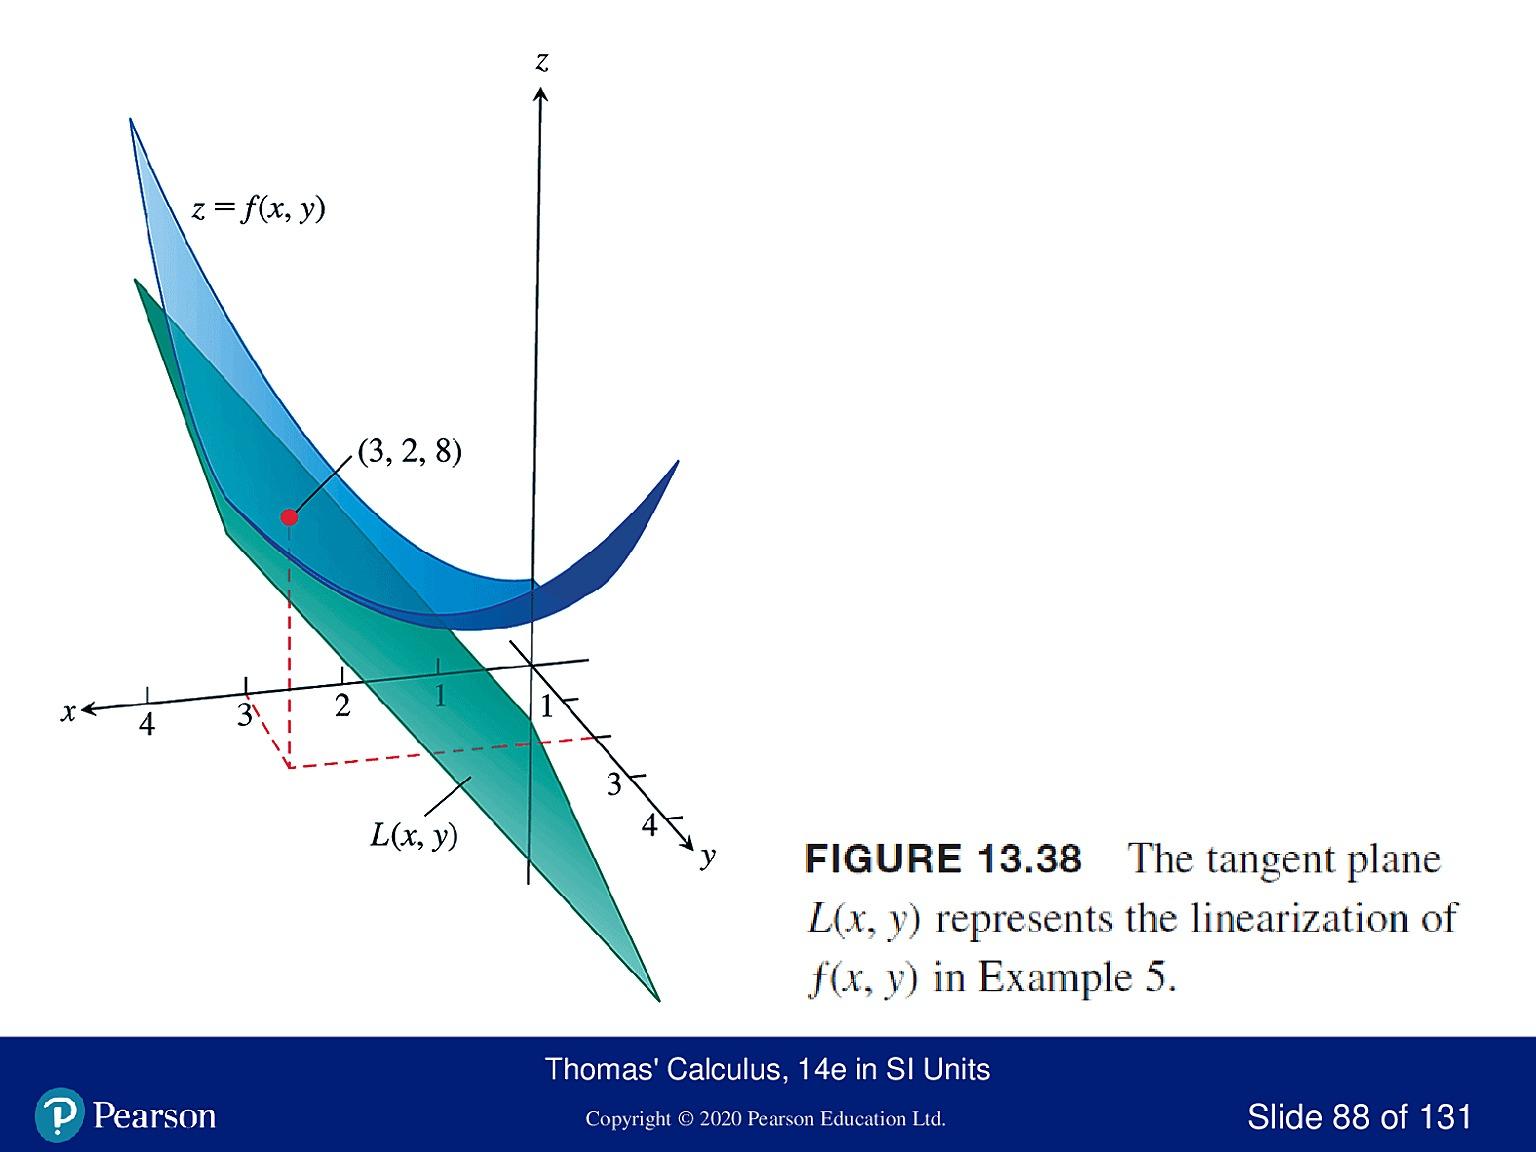 z
z = f(x, y)
(3, 2, 8)
x
4
3
2
1
1
3
4
y
L(x, y)
FIGURE 13.38 The tangent plane
L(x, y) represents the linearization of
f(x, y) in Example 5.
Thomas' Calculus, 14e in SI Units
Pearson
Copyright © 2020 Pearson Education Ltd.
Slide 88 of 131